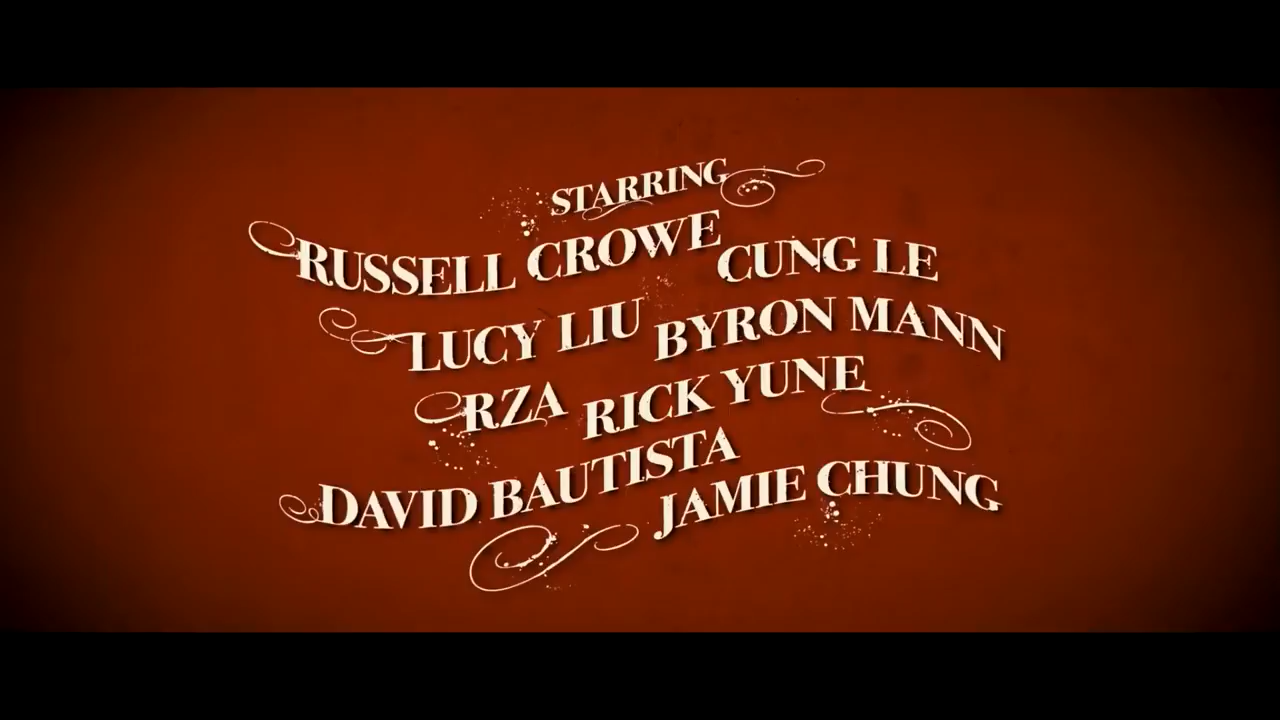 STARRING
RUSSELL CROWE CUNG LE
LUCY LIU BYRON MANN
RZA RICK YUNE
DAVID BAUTISTA JAMIE CHUNG